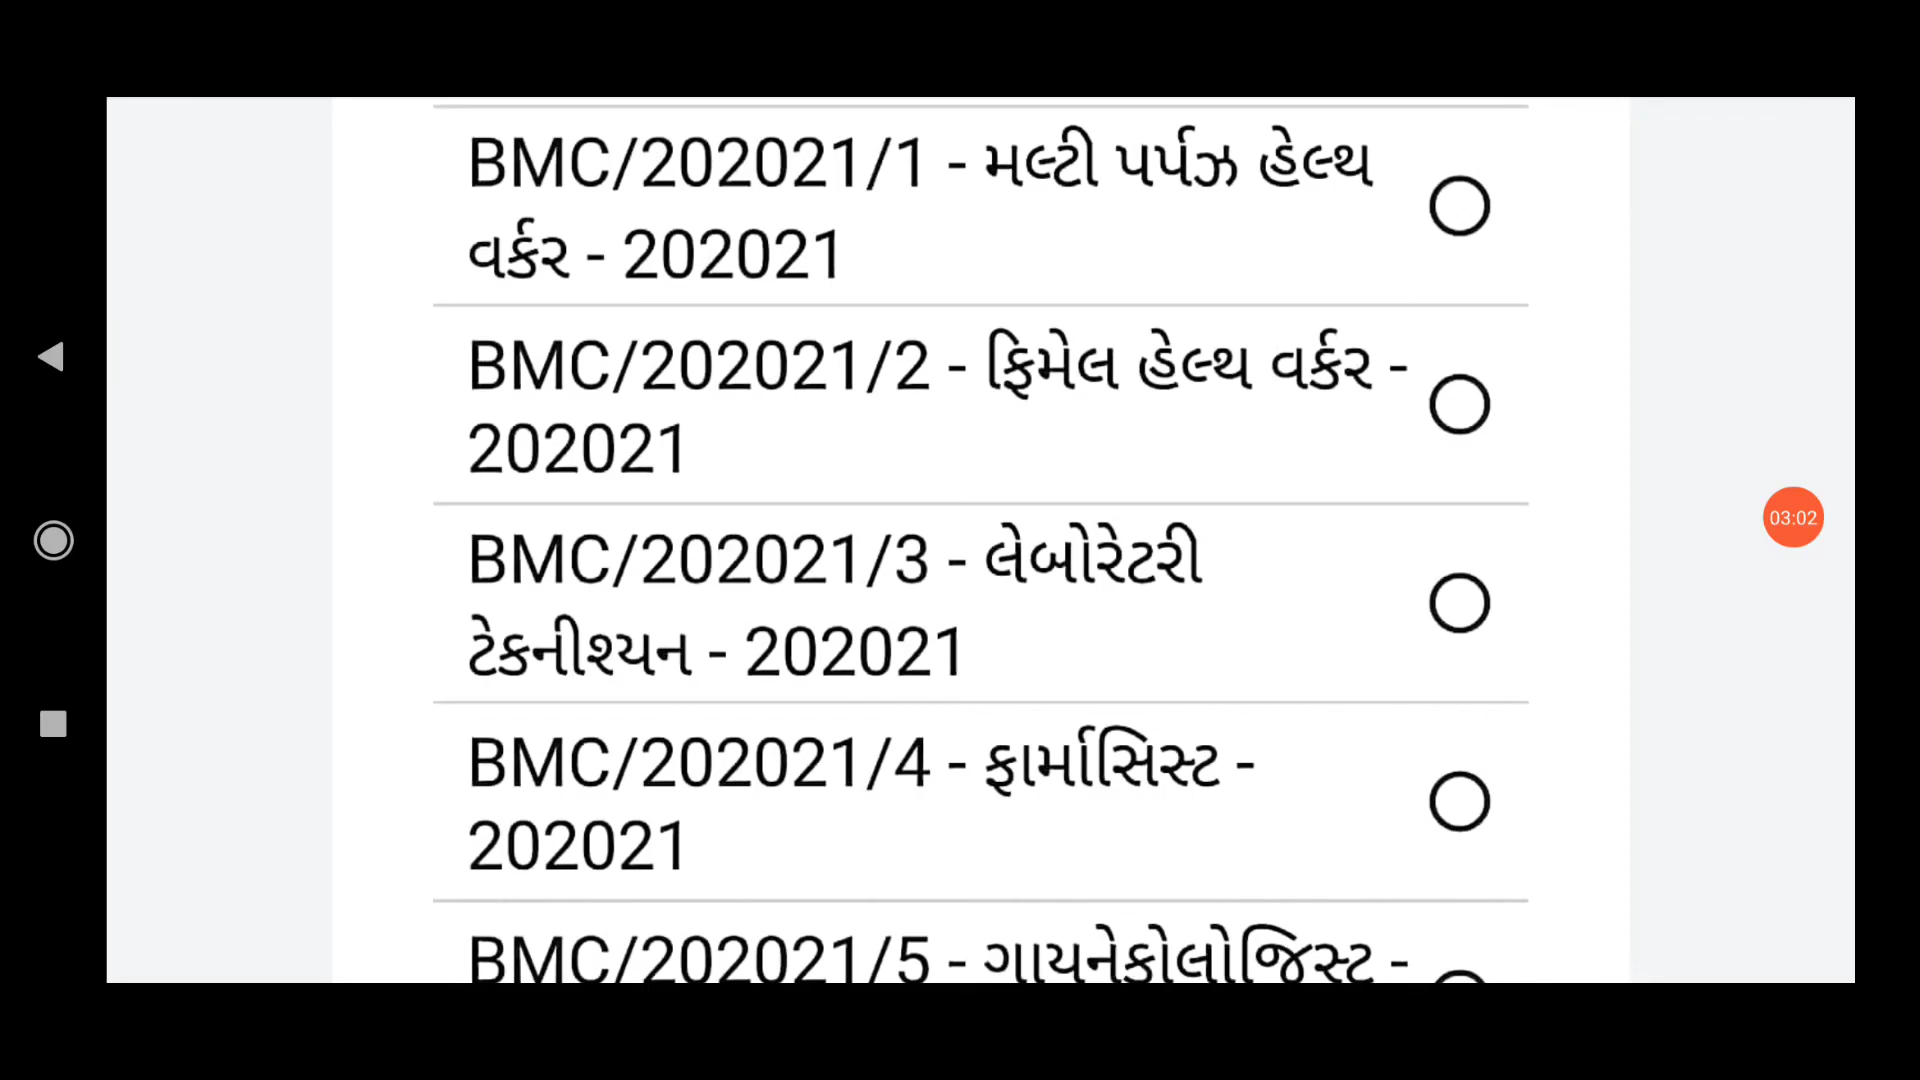 BMC/202021/1 - મલ્ટી પર્પઝ હેલ્થ
વર્કર - 202021
BMC/202021/2 - ફિમેલ હેલ્થ વર્કર -
202021
BMC/202021/3 - લેબોરેટરી
ટેકનીશ્યન - 202021
BMC/202021/4 - ફાર્માસિસ્ટ -
202021
BMC/202021/5 - ગાયનેકોલોજિસ્ટ -
03:02